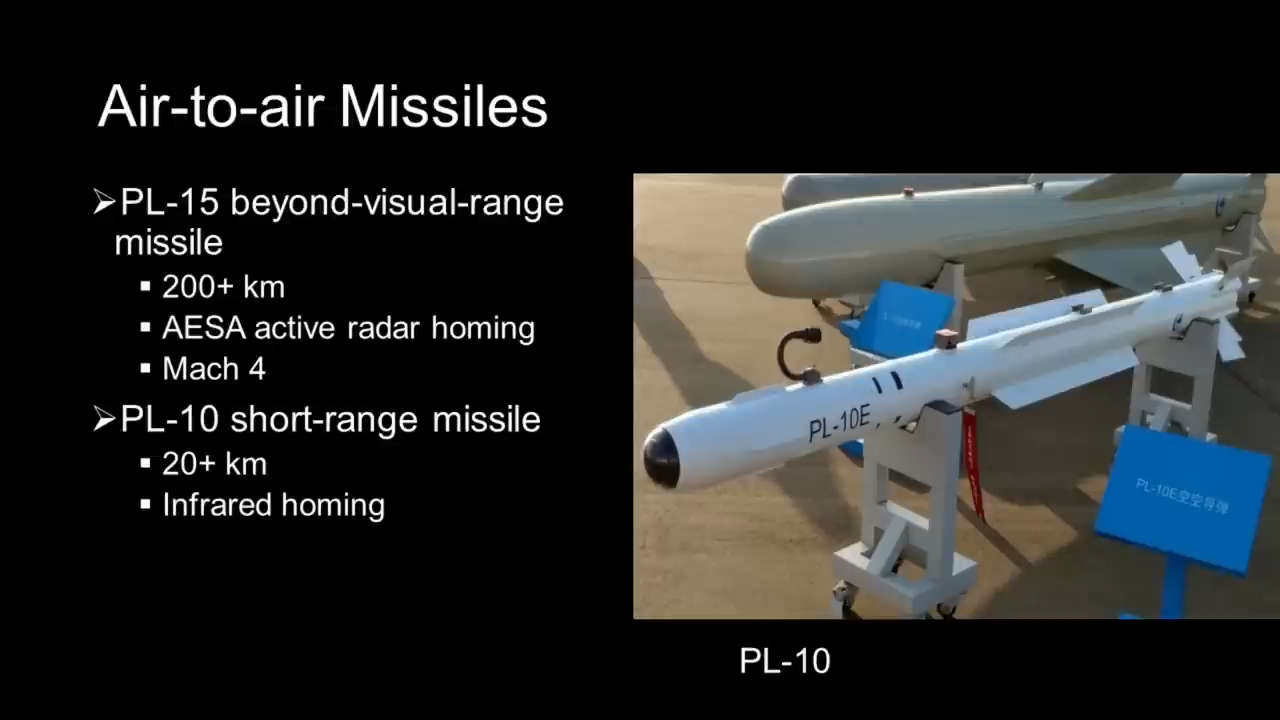 Air-to-air Missiles
➢PL-15 beyond-visual-range
missile
▪ 200+ km
▪ AESA active radar homing
▪ Mach 4
➢PL-10 short-range missile
▪ 20+ km
▪ Infrared homing
PL-10E
PL-10E空空导弹
PL-10